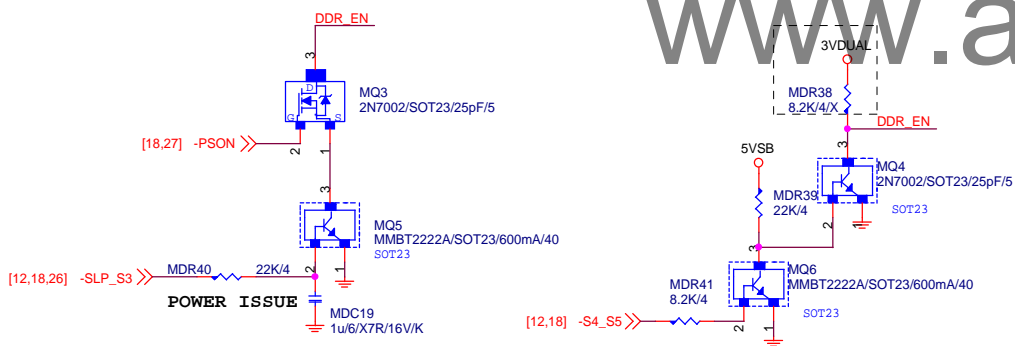 www.a
DDR_EN
3
D
G
S
MQ3
2N7002/SOT23/25pF/5
[18,27] -PSON
2
1
3
MQ5
MMBT2222A/SOT23/600mA/40
SOT23
[12,18,26] -SLP_S3
MDR40 22K/4
2
1
POWER ISSUE
MDC19
1u/6/X7R/16V/K
3VDUAL
MDR38
8.2K/4/X
DDR_EN
3
5VSB
MQ4
2N7002/SOT23/25pF/5
MDR39
22K/4
SOT23
2
1
3
MQ6
MMBT2222A/SOT23/600mA/40
MDR41
8.2K/4
SOT23
[12,18] -S4_S5
2
1